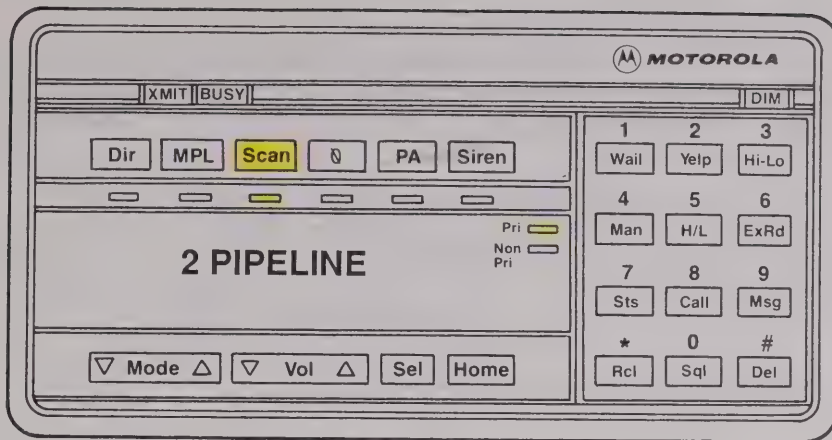 MOTOROLA
XMIT BUSY DIM
Dir MPL Scan 0 PA Siren
Pri
Non
Pri
2 PIPELINE
Mode Vol Sel Home
1 2 3
Wail Yelp Hi-Lo
4 5 6
Man H/L ExRd
7 8 9
Sts Call Msg
* 0 #
Rcl Sql Del